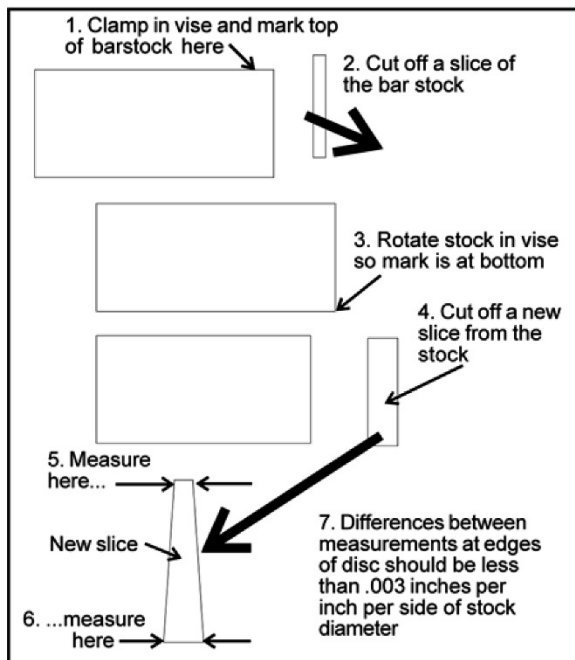 1. Clamp in vise and mark top
of barstock here
2. Cut off a slice of
the bar stock
3. Rotate stock in vise
so mark is at bottom
4. Cut off a new
slice from the
stock
5. Measure
here...
New slice
6. ...measure
here
7. Differences between
measurements at edges
of disc should be less
than .003 inches per
inch per side of stock
diameter